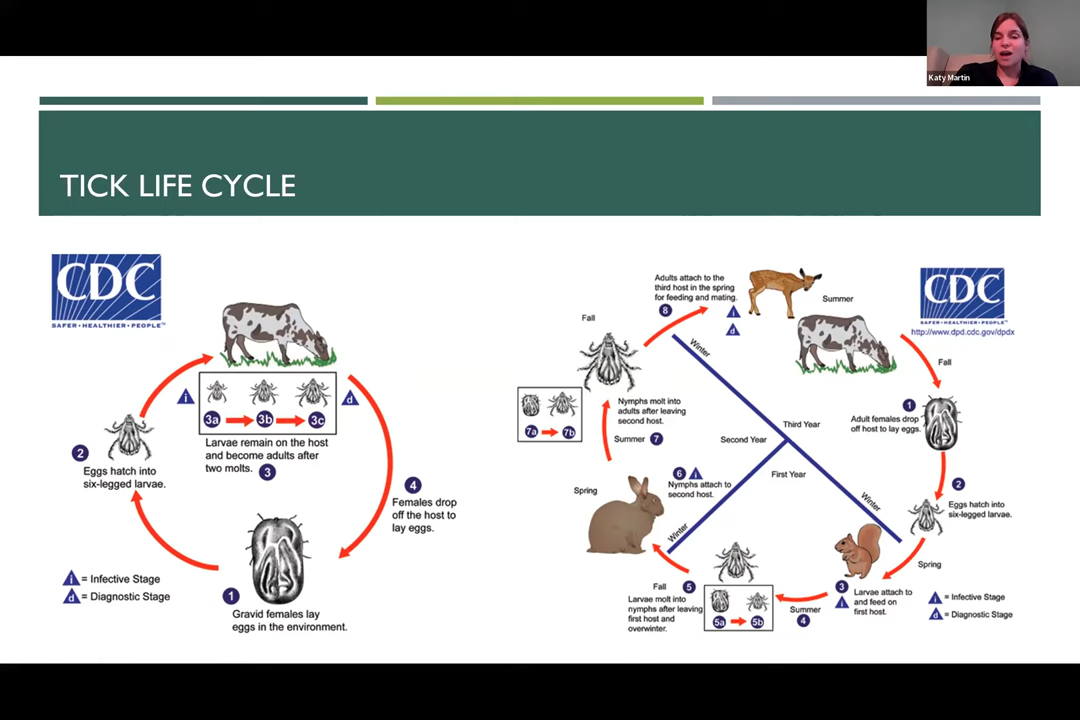 Katy Martin
TICK LIFE CYCLE
CDC
SAFER • HEALTHIER • PEOPLE™
i
3a
3b
3c
d
Larvae remain on the host
and become adults after
two molts. 3
2
Eggs hatch into
six-legged larvae.
4
Females drop
off the host to
lay eggs.
i = Infective Stage
d = Diagnostic Stage
1
Gravid females lay
eggs in the environment.
Adults attach to the
third host in the spring
for feeding and mating.
8
i
d
Summer
CDC
SAFER • HEALTHIER • PEOPLE™
http://www.dpd.cdc.gov/dpdx
Fall
Winter
Fall
1
Adult females drop
off host to lay eggs.
7a
7b
Nymphs molt into
adults after leaving
second host.
Summer 7
Third Year
Second Year
First Year
6 i
Nymphs attach to
second host.
Spring
Winter
Winter
2
Eggs hatch into
six-legged larvae.
Spring
3
i
Larvae attach to
and feed on
first host.
Summer
4
Fall 5
Larvae molt into
nymphs after leaving
first host and
overwinter.
5a
5b
i = Infective Stage
d = Diagnostic Stage